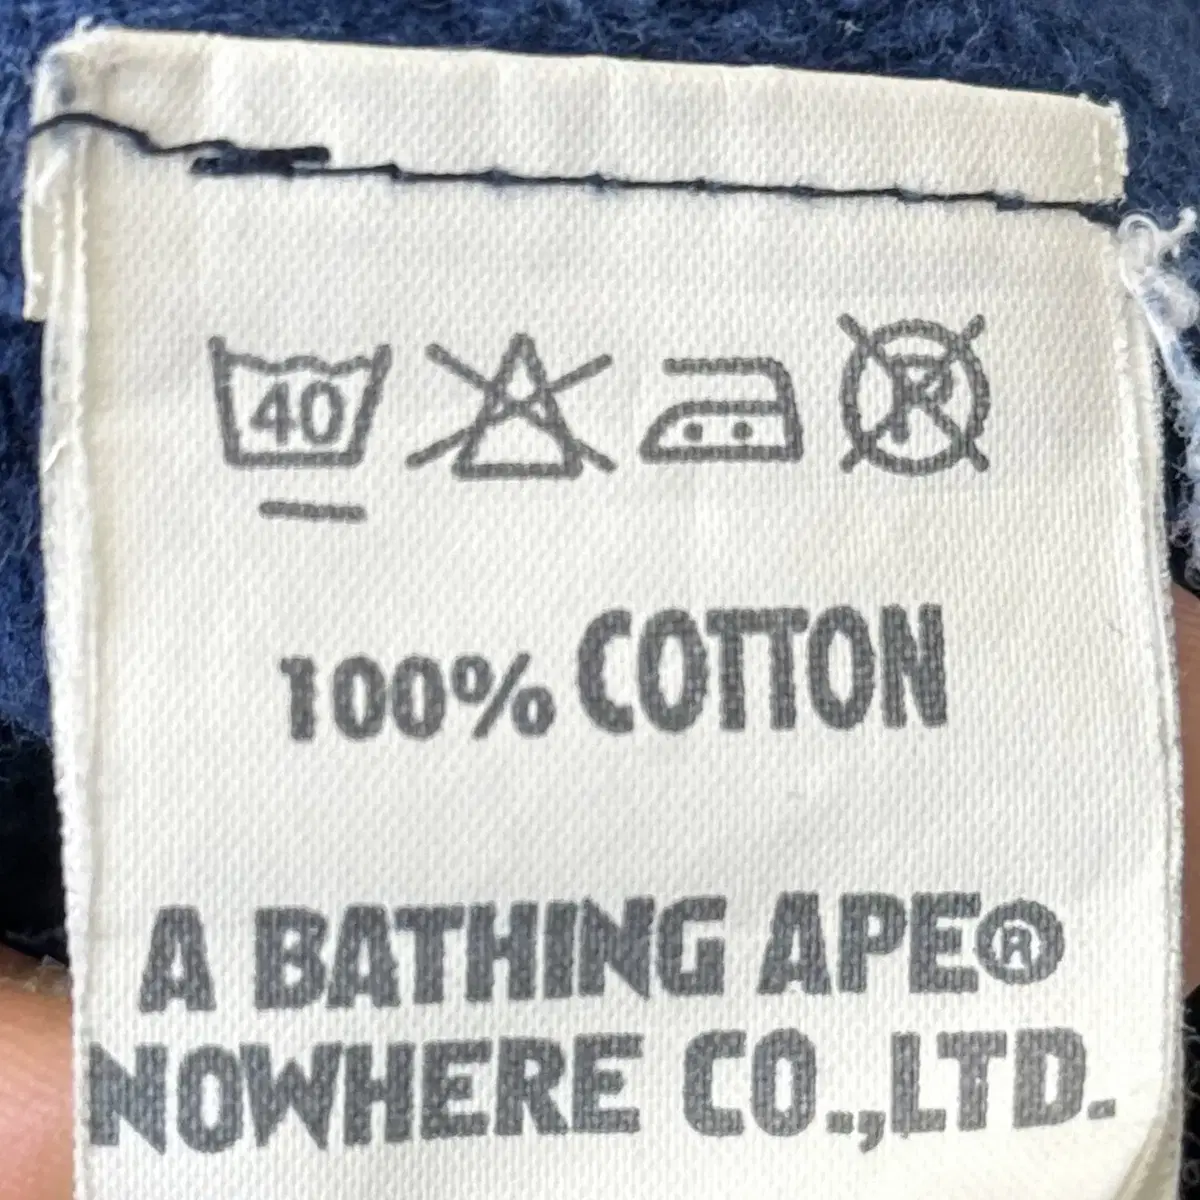 40 P
100% COTTON
A BATHING APE®
NOWHERE CO.,LTD.